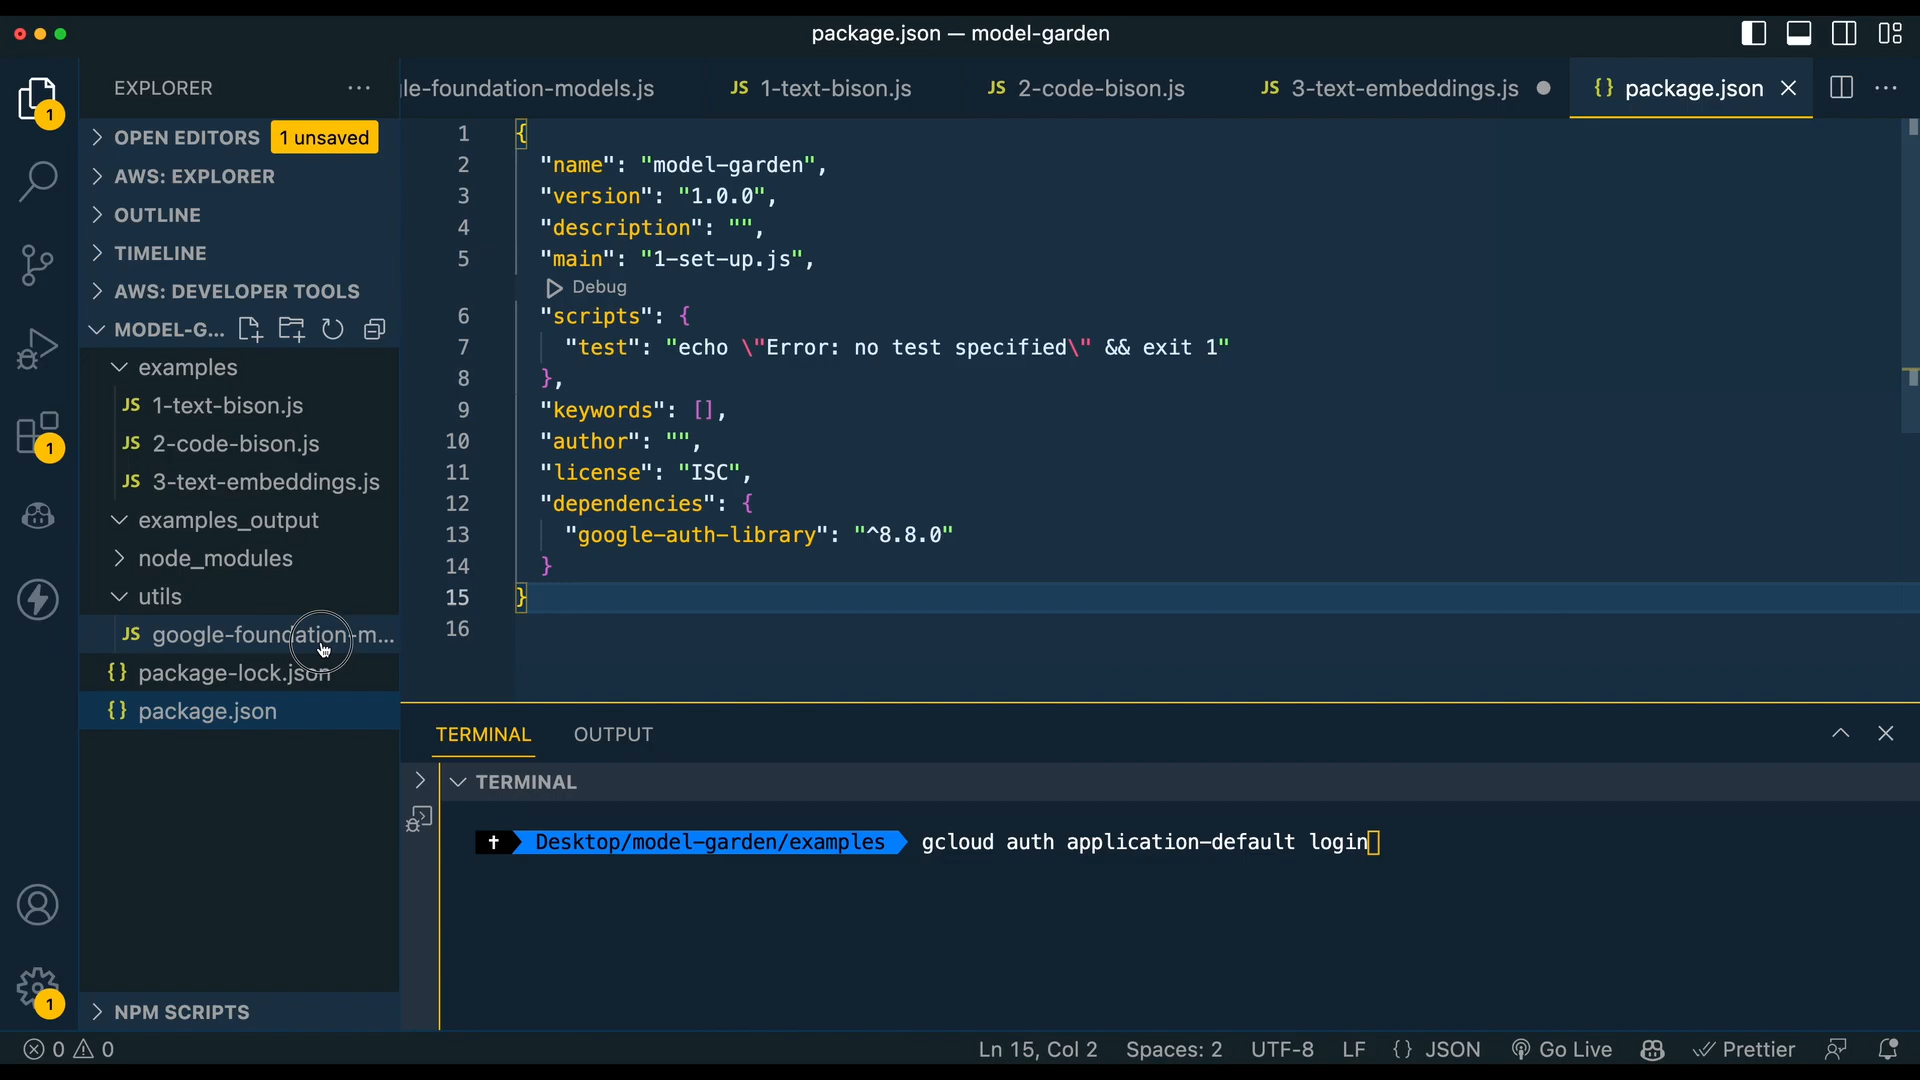 package.json — model-garden
EXPLORER
le-foundation-models.js
JS 1-text-bison.js
JS 2-code-bison.js
JS 3-text-embeddings.js
{} package.json
1
OPEN EDITORS
1 unsaved
AWS: EXPLORER
OUTLINE
TIMELINE
AWS: DEVELOPER TOOLS
MODEL-G...
examples
JS 1-text-bison.js
JS 2-code-bison.js
1
JS 3-text-embeddings.js
examples_output
node_modules
utils
JS google-foundation-m...
{} package-lock.json
{} package.json
1
NPM SCRIPTS
1 {
2 "name": "model-garden",
3 "version": "1.0.0",
4 "description": "",
5 "main": "1-set-up.js",
Debug
6 "scripts": {
7 "test": "echo \"Error: no test specified\" && exit 1"
8 },
9 "keywords": [],
10 "author": "",
11 "license": "ISC",
12 "dependencies": {
13 "google-auth-library": "^8.8.0"
14 }
15 }
16
TERMINAL
OUTPUT
TERMINAL
Desktop/model-garden/examples gcloud auth application-default login
0 0
Ln 15, Col 2
Spaces: 2
UTF-8
LF
{} JSON
Go Live
Prettier